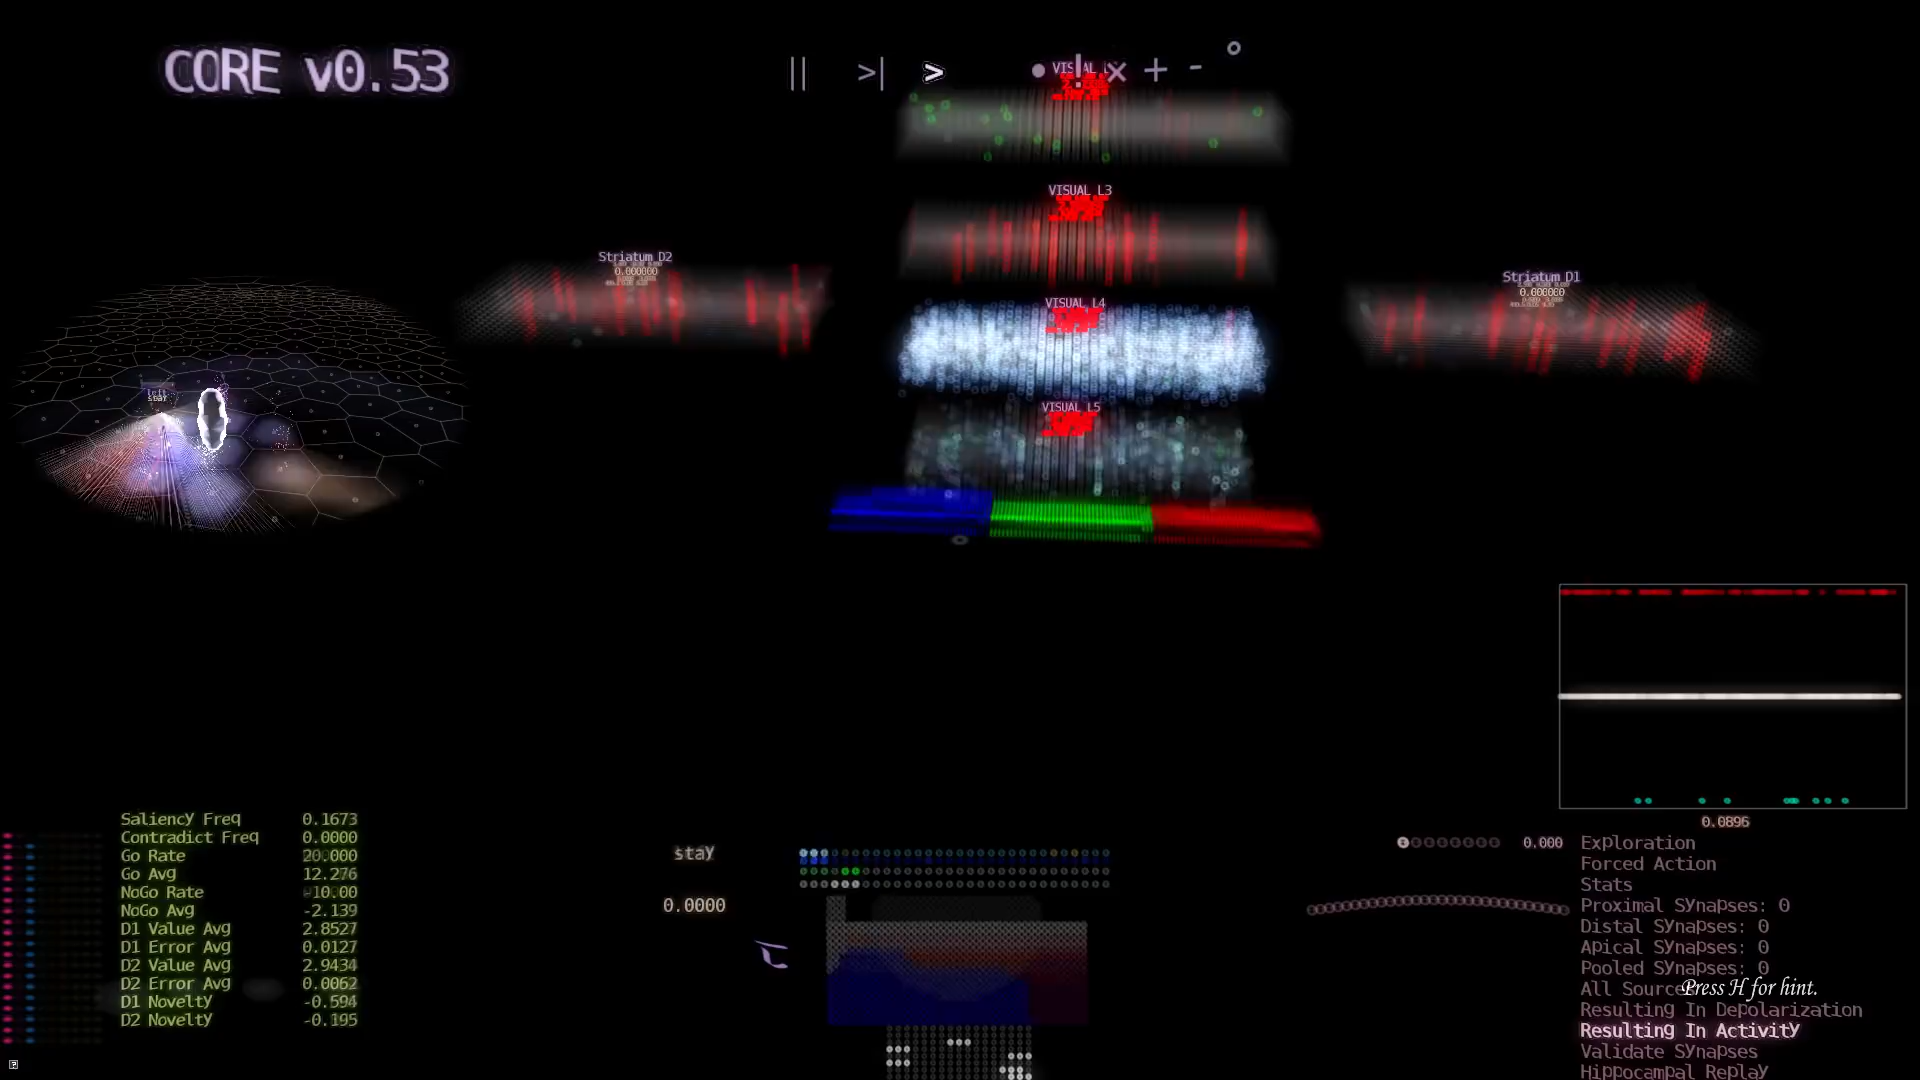 CORE v0.53
VISUAL L3
Striatum D2
0.000000
Striatum D1
0.000000
VISUAL L4
VISUAL L5
left
stay
0.0896
Saliency Freq 0.1673
Contradict Freq 0.0000
Go Rate 20.000
Go Avg 12.276
NoGo Rate -10.00
NoGo Avg -2.139
D1 Value Avg 2.8527
D1 Error Avg 0.0127
D2 Value Avg 2.9434
D2 Error Avg 0.0062
D1 Novelty -0.594
D2 Novelty -0.195
stay
0.0000
0.000
Exploration
Forced Action
Stats
Proximal Synapses: 0
Distal Synapses: 0
Apical Synapses: 0
Pooled Synapses: 0
All Sources
Press H for hint.
Resulting In Depolarization
Resulting In Activity
Validate Synapses
Hippocampal Replay